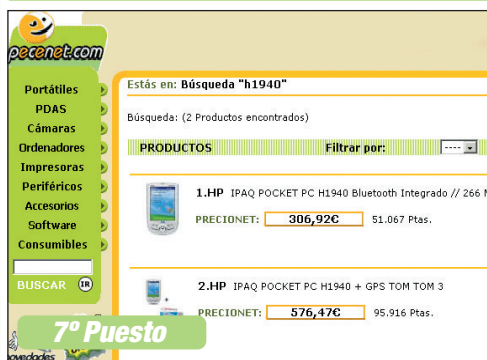 pecenet.com
Portátiles
PDAS
Cámaras
Ordenadores
Impresoras
Periféricos
Accesorios
Software
Consumibles
BUSCAR IR
novedades
Estás en: Búsqueda "h1940"
Búsqueda: (2 Productos encontrados)
PRODUCTOS Filtrar por: ----
1.HP IPAQ POCKET PC H1940 Bluetooth Integrado // 266 M
PRECIONET: 306,92€ 51.067 Ptas.
2.HP IPAQ POCKET PC H1940 + GPS TOM TOM 3
PRECIONET: 576,47€ 95.916 Ptas.
7º Puesto